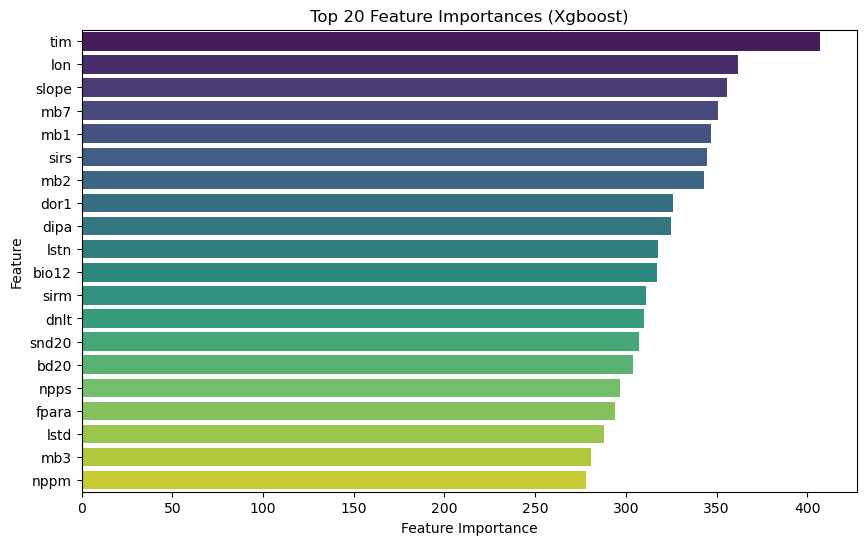 Top 20 Feature Importances (Xgboost)
Feature
tim
lon
slope
mb7
mb1
sirs
mb2
dor1
dipa
lstn
bio12
sirm
dnlt
snd20
bd20
npps
fpara
lstd
mb3
nppm
0 50 100 150 200 250 300 350 400
Feature Importance